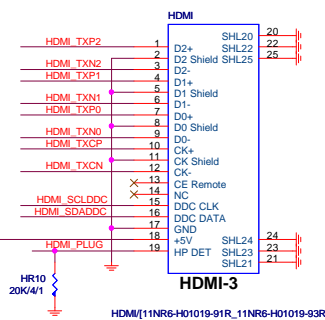 HDMI
HDMI_TXP2 1 D2+ SHL20 20
2 D2 Shield SHL22 22
HDMI_TXN2 3 D2- SHL25 25
HDMI_TXP1 4 D1+
5 D1 Shield
HDMI_TXN1 6 D1-
HDMI_TXP0 7 D0+
8 D0 Shield
HDMI_TXN0 9 D0-
HDMI_TXCP 10 CK+
11 CK Shield
HDMI_TXCN 12 CK-
13 CE Remote
14 NC
HDMI_SCLDDC 15 DDC CLK
HDMI_SDADDC 16 DDC DATA
17 GND
18 +5V SHL24 24
HDMI_PLUG 19 HP DET SHL23 23
SHL21 21
HDMI-3
HR10
20K/4/1
HDMI/[11NR6-H01019-91R_11NR6-H01019-93R